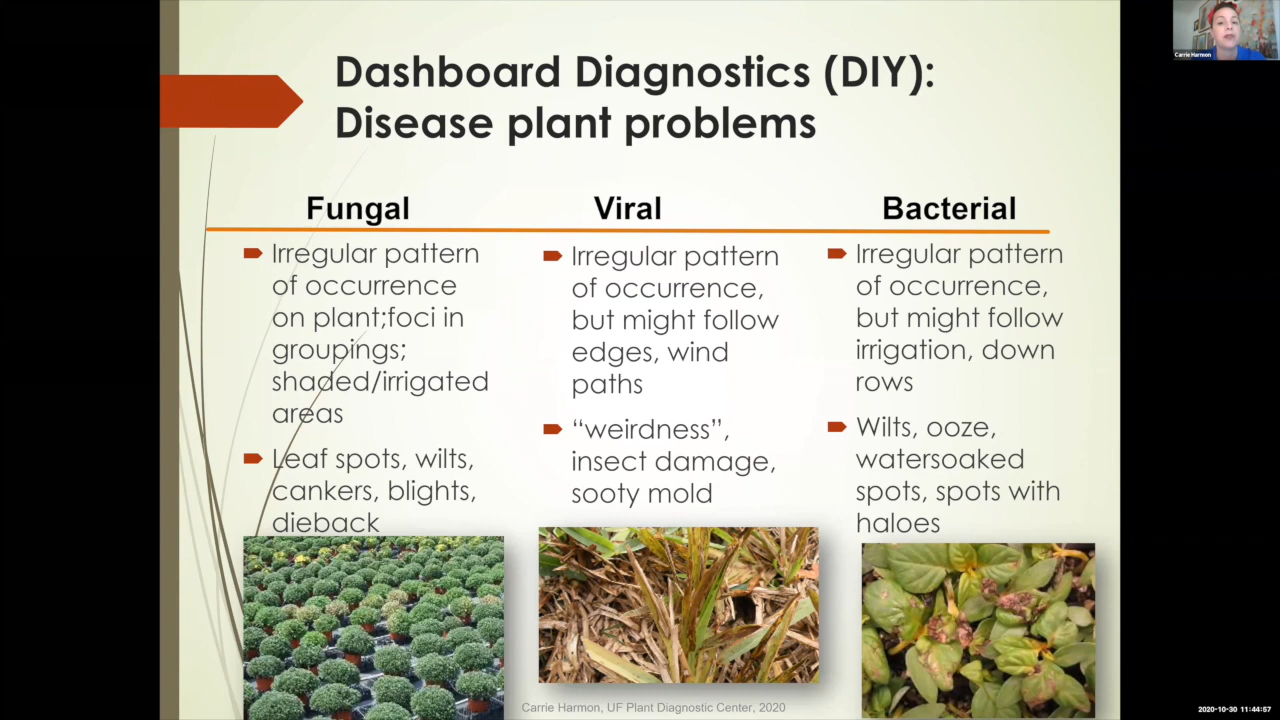 Dashboard Diagnostics (DIY):
Disease plant problems
Fungal
Irregular pattern
of occurrence
on plant;foci in
groupings;
shaded/irrigated
areas
Leaf spots, wilts,
cankers, blights,
dieback
Viral
Irregular pattern
of occurrence,
but might follow
edges, wind
paths
“weirdness”,
insect damage,
sooty mold
Bacterial
Irregular pattern
of occurrence,
but might follow
irrigation, down
rows
Wilts, ooze,
watersoaked
spots, spots with
haloes
Carrie Harmon, UF Plant Diagnostic Center, 2020
Carrie Harmon
2020-10-30 11:44:57